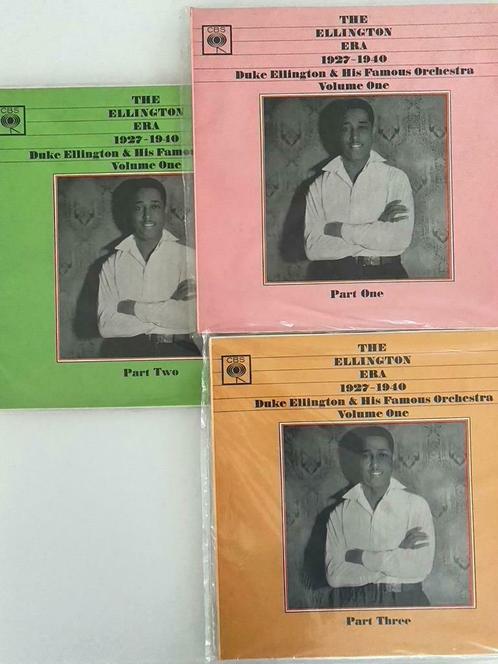 CBS
THE
ELLINGTON
ERA
1927-1940
Duke Ellington & His Famous Orchestra
Volume One
Part One
CBS
THE
ELLINGTON
ERA
1927-1940
Duke Ellington & His Famo
Volume One
Part Two
CBS
THE
ELLINGTON
ERA
1927-1940
Duke Ellington & His Famous Orchestra
Volume One
Part Three